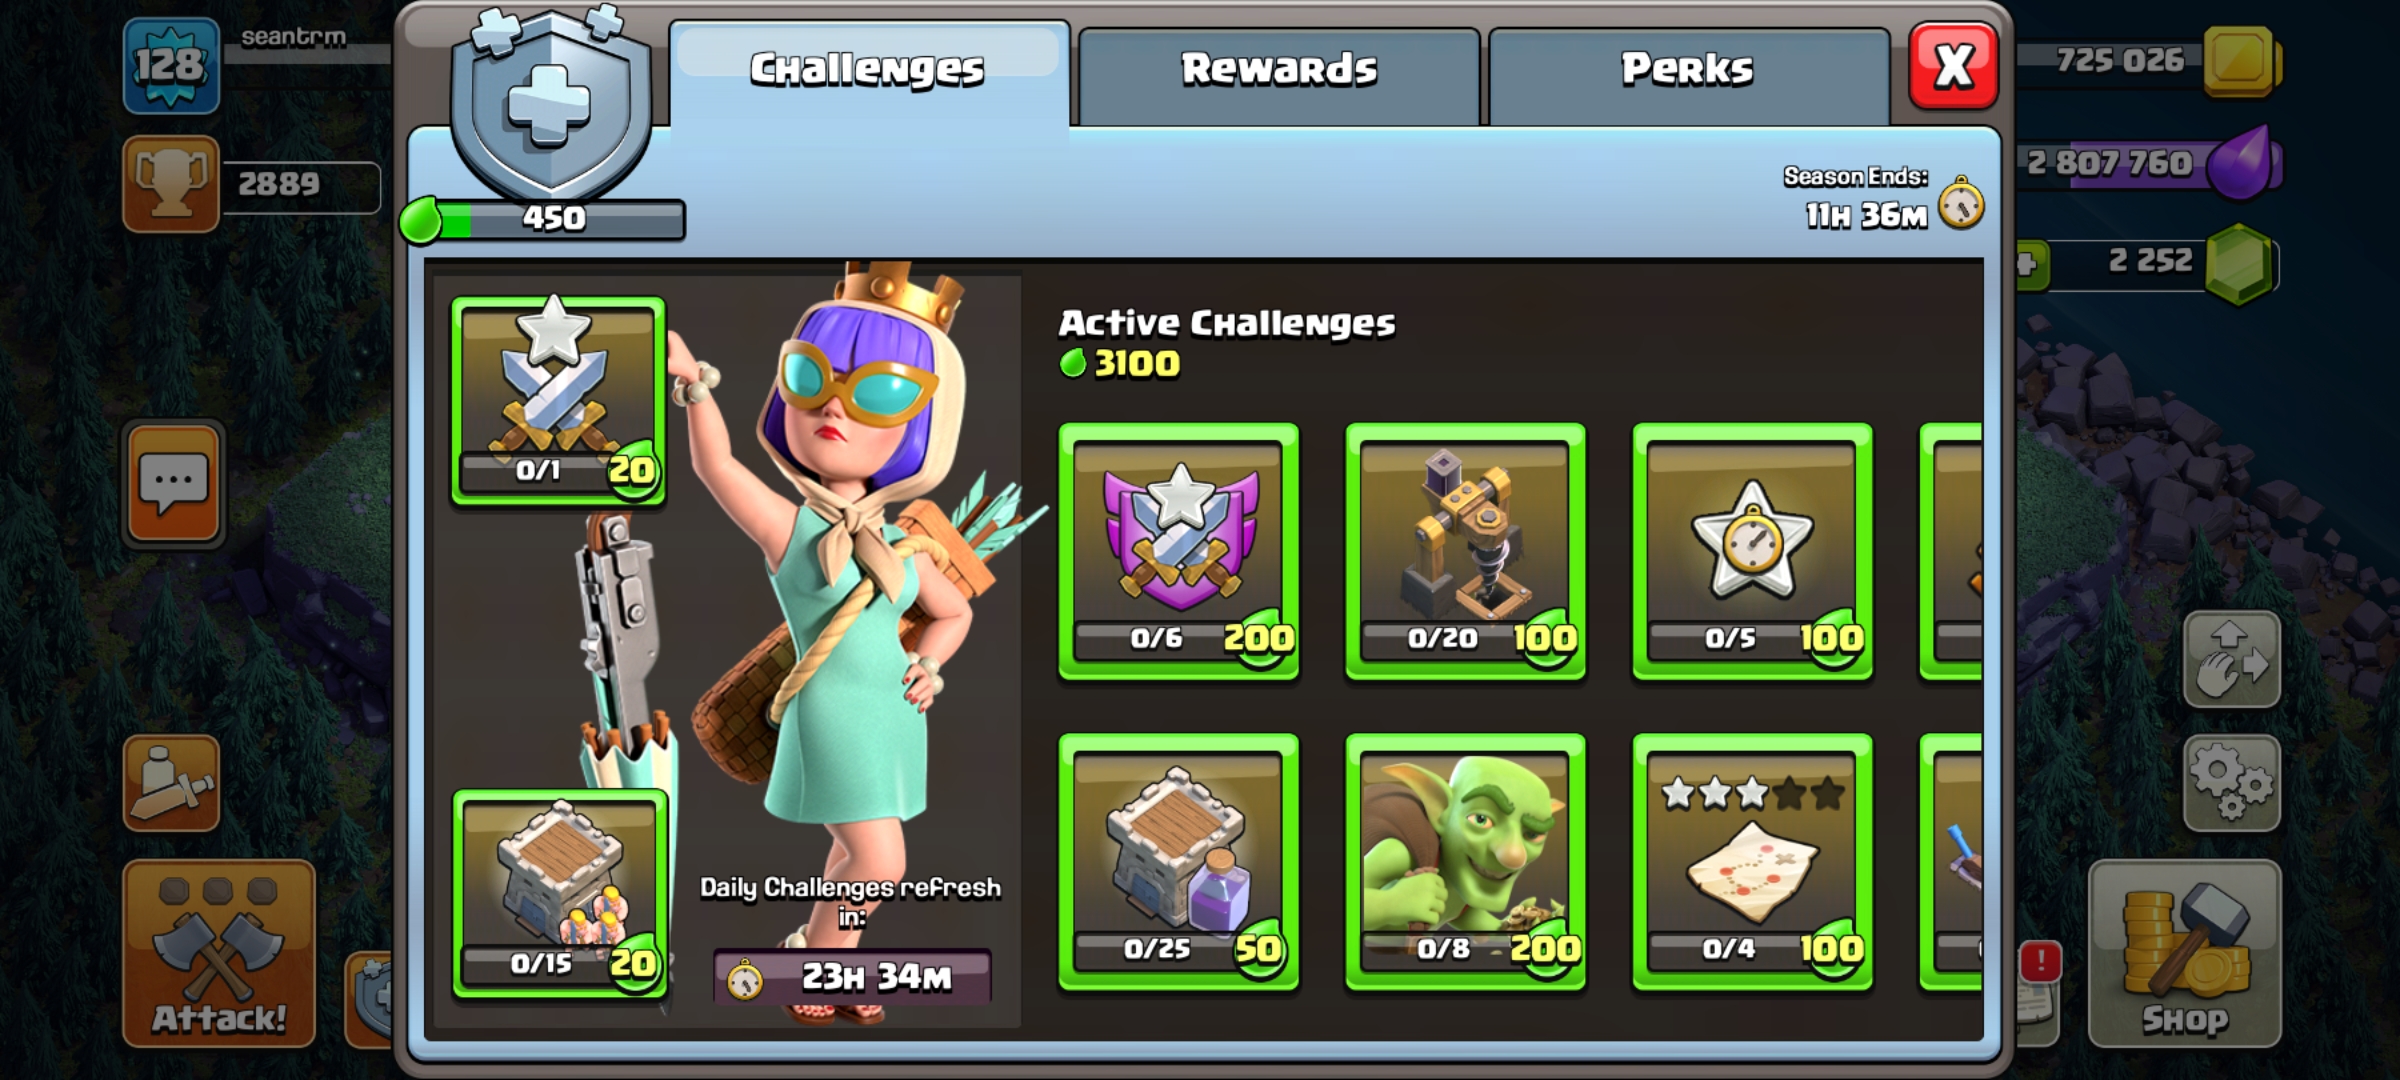 128
seantrm
Challenges
Rewards
Perks
X
725 026
2889
450
Season Ends:
11H 36M
2 807 760
2 252
Active Challenges
3100
0/1
20
0/6
200
0/20
100
0/5
100
0/15
20
Daily Challenges refresh
in:
23H 34M
0/25
50
0/8
200
0/4
100
Attack!
!
Shop